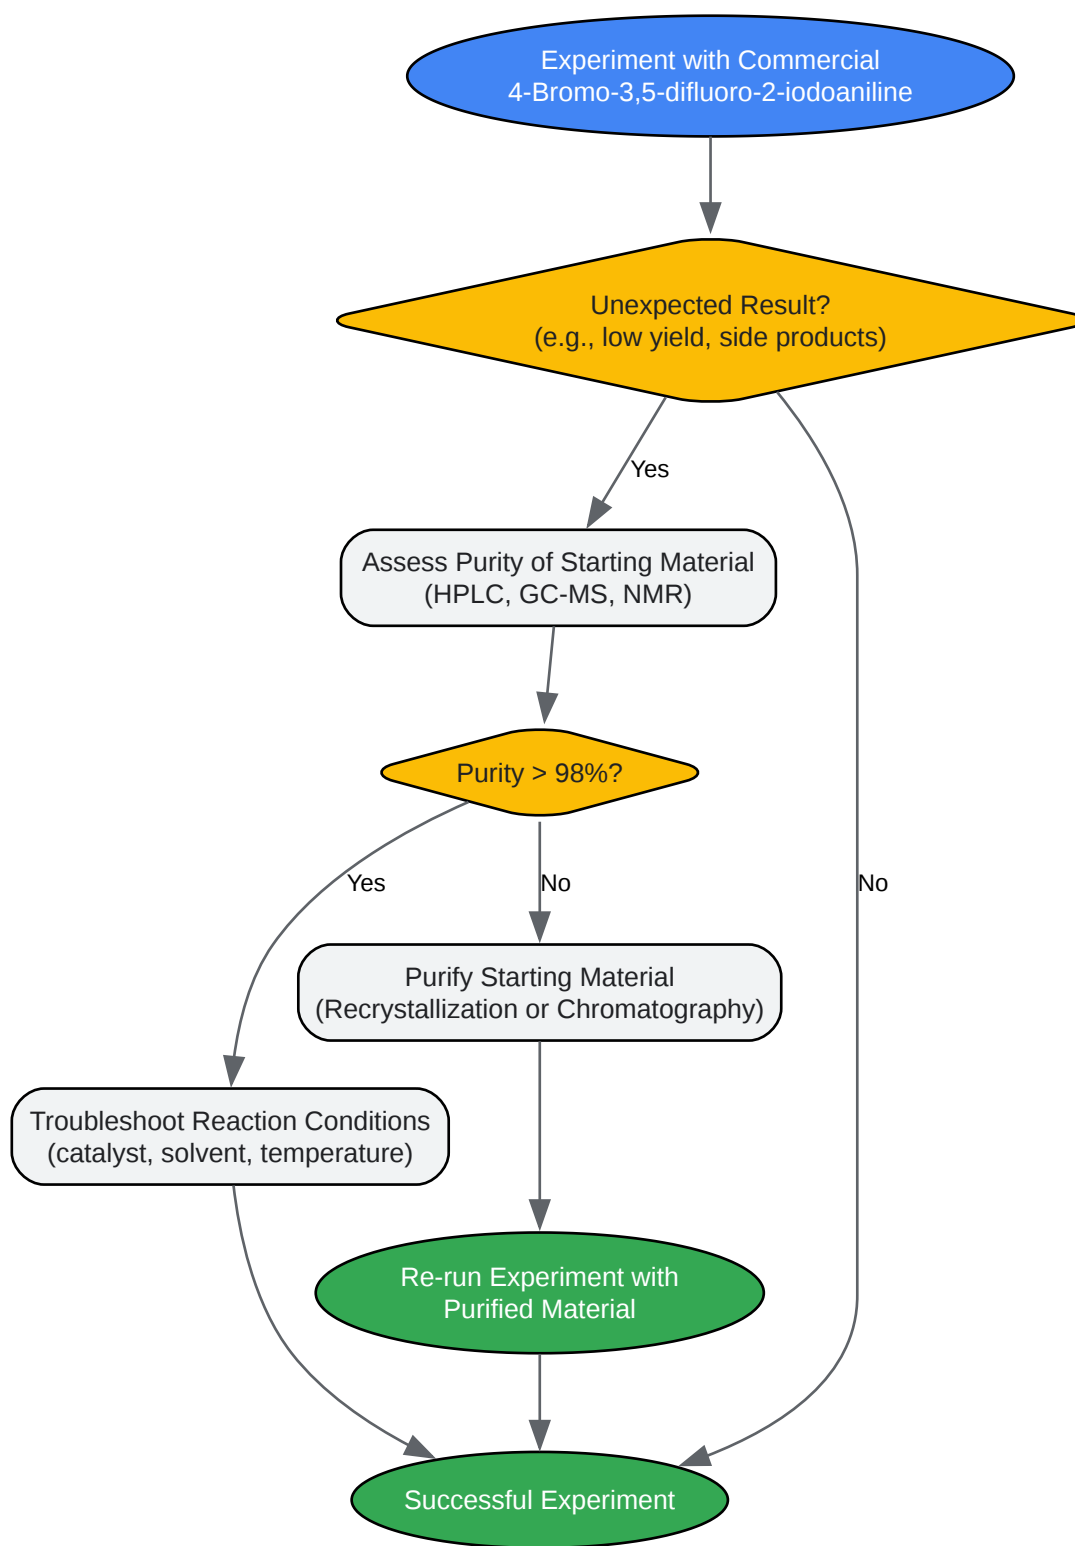 Experiment with Commercial
4-Bromo-3,5-difluoro-2-iodoaniline
Unexpected Result?
(e.g., low yield, side products)
Yes
Assess Purity of Starting Material
(HPLC, GC-MS, NMR)
Purity > 98%?
Yes
No
No
Purify Starting Material
(Recrystallization or Chromatography)
Troubleshoot Reaction Conditions
(catalyst, solvent, temperature)
Re-run Experiment with
Purified Material
Successful Experiment